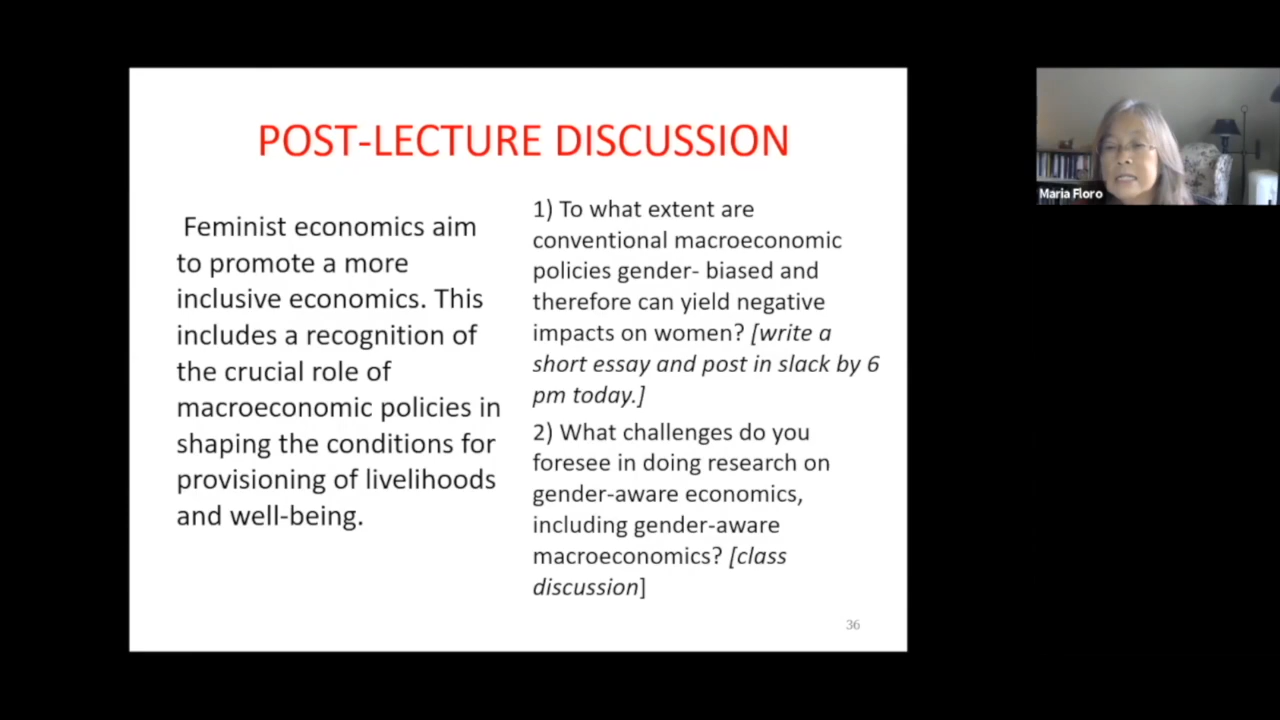 POST-LECTURE DISCUSSION
Feminist economics aim
to promote a more
inclusive economics. This
includes a recognition of
the crucial role of
macroeconomic policies in
shaping the conditions for
provisioning of livelihoods
and well-being.
1) To what extent are
conventional macroeconomic
policies gender- biased and
therefore can yield negative
impacts on women? [write a
short essay and post in slack by 6
pm today.]
2) What challenges do you
foresee in doing research on
gender-aware economics,
including gender-aware
macroeconomics? [class
discussion]
36
Maria Floro